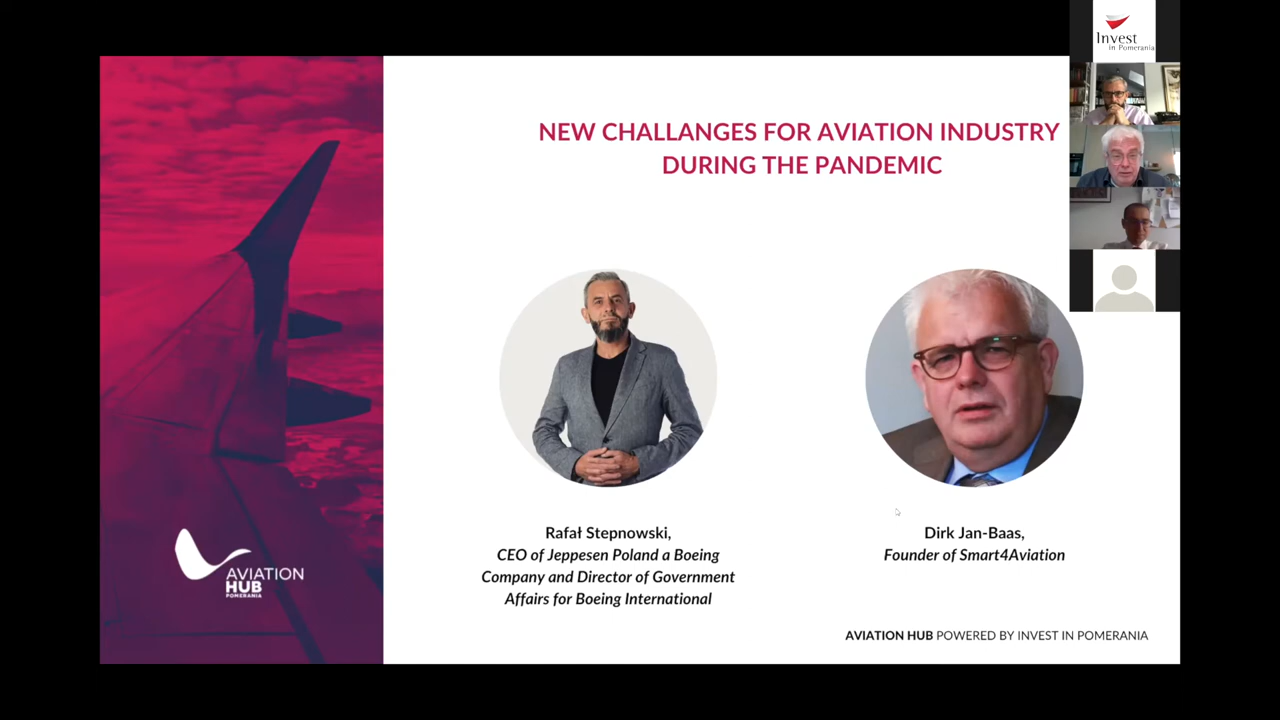 Invest
in Pomerania
NEW CHALLANGES FOR AVIATION INDUSTRY
DURING THE PANDEMIC
Rafał Stepnowski,
CEO of Jeppesen Poland a Boeing
Company and Director of Government
Affairs for Boeing International
Dirk Jan-Baas,
Founder of Smart4Aviation
AVIATION
HUB
POMERANIA
AVIATION HUB POWERED BY INVEST IN POMERANIA